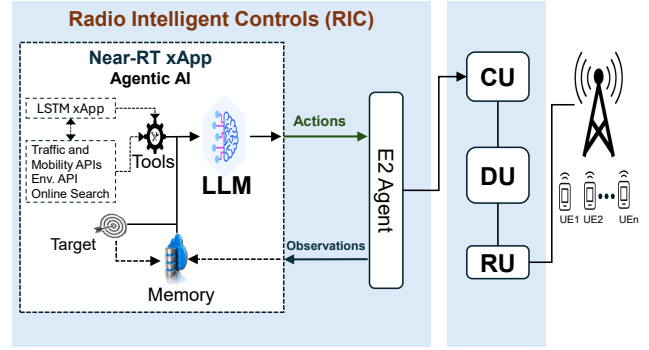 Radio Intelligent Controls (RIC)
Near-RT xApp
Agentic AI
LSTM xApp
Traffic and
Mobility APIs
Env. API
Online Search
Tools
LLM
Target
Memory
Actions
Observations
E2 Agent
CU
DU
RU
UE1 UE2 UEn